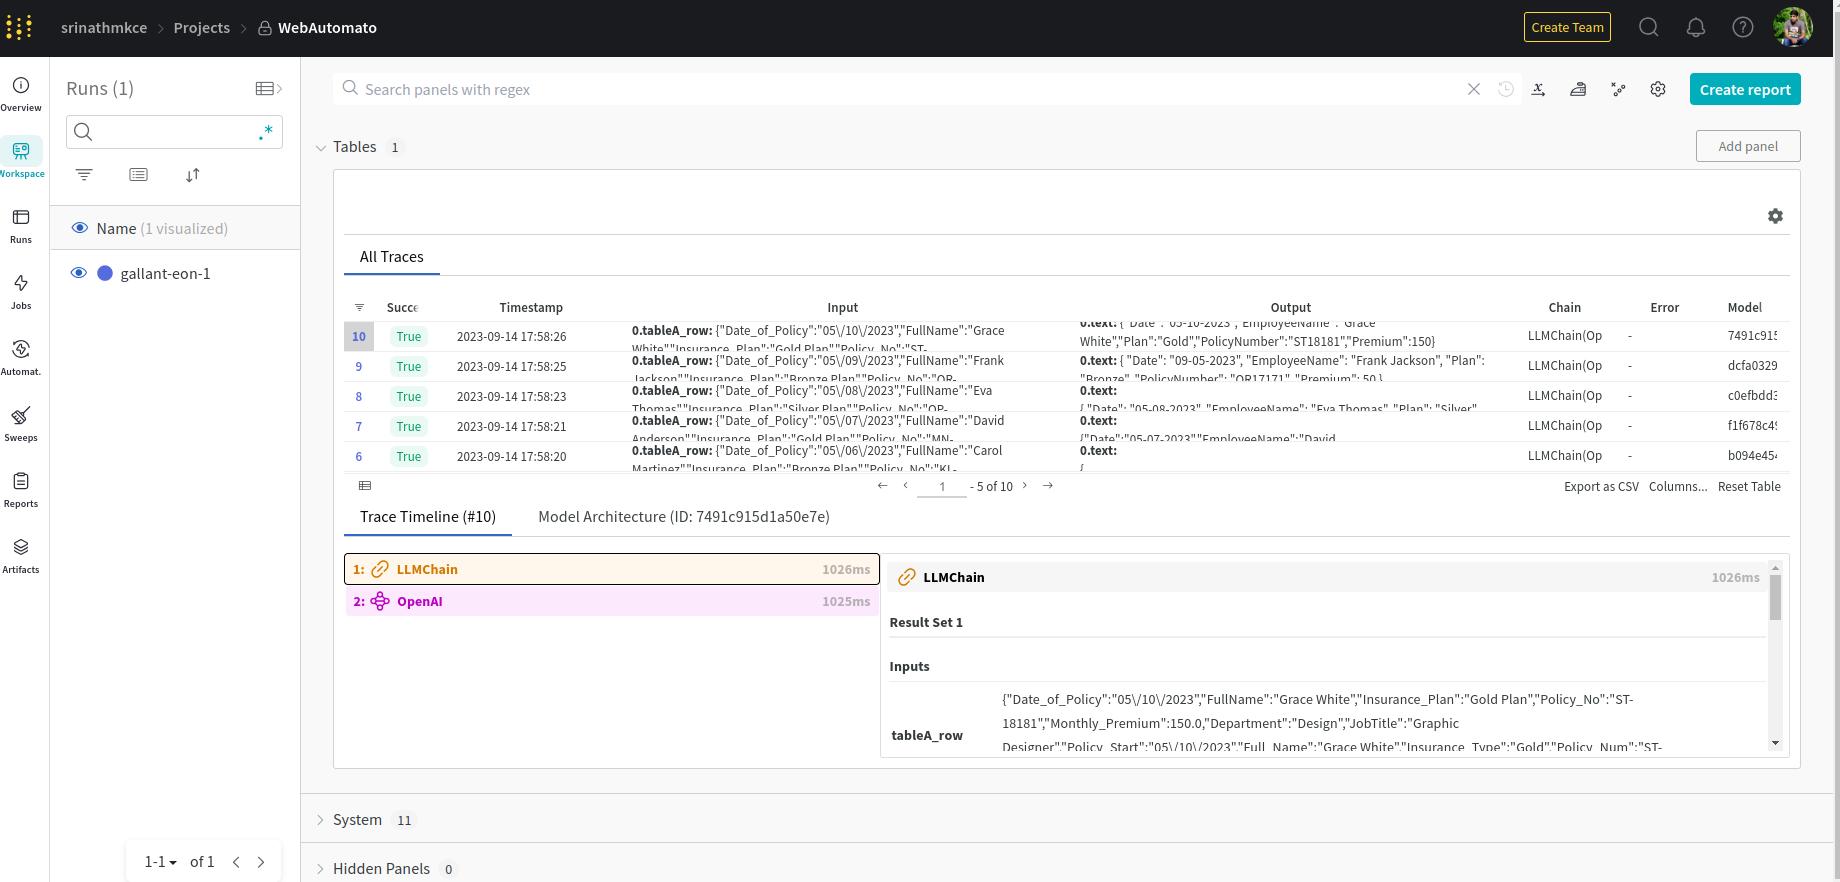 srinathmkce > Projects > WebAutomato
Create Team
Overview
Workspace
Runs
Jobs
Automat.
Sweeps
Reports
Artifacts
Runs (1)
.*
Name (1 visualized)
gallant-eon-1
1-1 of 1
Search panels with regex
Create report
Tables 1
Add panel
All Traces
Succe Timestamp Input Output Chain Error Model
10 True 2023-09-14 17:58:26 0.tableA_row: {"Date_of_Policy":"05\/10\/2023","FullName":"Grace White","Insurance_Plan":"Gold Plan","Policy_No":"ST- 0.text: {"Date":"05-10-2023","EmployeeName":"Grace White","Plan":"Gold","PolicyNumber":"ST18181","Premium":150} LLMChain(Op - 7491c915
9 True 2023-09-14 17:58:25 0.tableA_row: {"Date_of_Policy":"05\/09\/2023","FullName":"Frank Jackson","Insurance_Plan":"Bronze Plan","Policy_No":"QR- 0.text: { "Date": "09-05-2023", "EmployeeName": "Frank Jackson", "Plan": "Bronze", "PolicyNumber": "QR17171", "Premium": 50 } LLMChain(Op - dcfa0329
8 True 2023-09-14 17:58:23 0.tableA_row: {"Date_of_Policy":"05\/08\/2023","FullName":"Eva Thomas","Insurance_Plan":"Silver Plan","Policy_No":"OP- 0.text: { "Date": "05-08-2023", "EmployeeName": "Eva Thomas", "Plan": "Silver", LLMChain(Op - c0efbdd3
7 True 2023-09-14 17:58:21 0.tableA_row: {"Date_of_Policy":"05\/07\/2023","FullName":"David Anderson","Insurance_Plan":"Gold Plan","Policy_No":"MN- 0.text: {"Date":"05-07-2023","EmployeeName":"David LLMChain(Op - f1f678c49
6 True 2023-09-14 17:58:20 0.tableA_row: {"Date_of_Policy":"05\/06\/2023","FullName":"Carol Martinez","Insurance_Plan":"Bronze Plan","Policy_No":"KL- 0.text: { LLMChain(Op - b094e454
1 - 5 of 10
Export as CSV Columns... Reset Table
Trace Timeline (#10) Model Architecture (ID: 7491c915d1a50e7e)
1: LLMChain 1026ms
2: OpenAI 1025ms
LLMChain 1026ms
Result Set 1
Inputs
tableA_row
{"Date_of_Policy":"05\/10\/2023","FullName":"Grace White","Insurance_Plan":"Gold Plan","Policy_No":"ST-
18181","Monthly_Premium":150.0,"Department":"Design","JobTitle":"Graphic
Designer","Policy_Start":"05\/10\/2023","Full_Name":"Grace White","Insurance_Type":"Gold","Policy_Num":"ST-
System 11
Hidden Panels 0